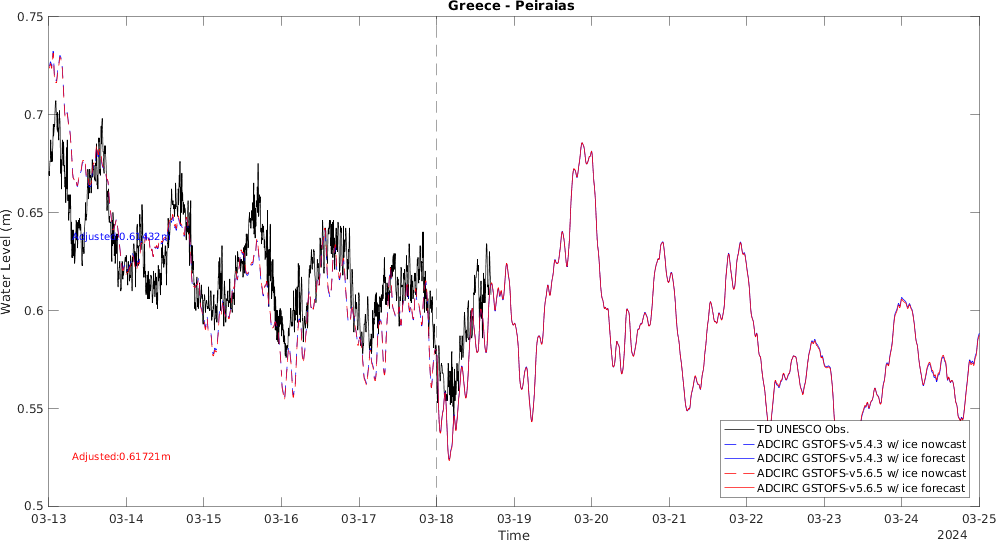 Greece - Peiraias
0.75
0.7
0.65
0.6
0.55
0.5
Water Level (m)
Adjusted:0.61432m
Adjusted:0.61721m
TD UNESCO Obs.
ADCIRC GSTOFS-v5.4.3 w/ ice nowcast
ADCIRC GSTOFS-v5.4.3 w/ ice forecast
ADCIRC GSTOFS-v5.6.5 w/ ice nowcast
ADCIRC GSTOFS-v5.6.5 w/ ice forecast
03-13 03-14 03-15 03-16 03-17 03-18 03-19 03-20 03-21 03-22 03-23 03-24 03-25
Time
2024